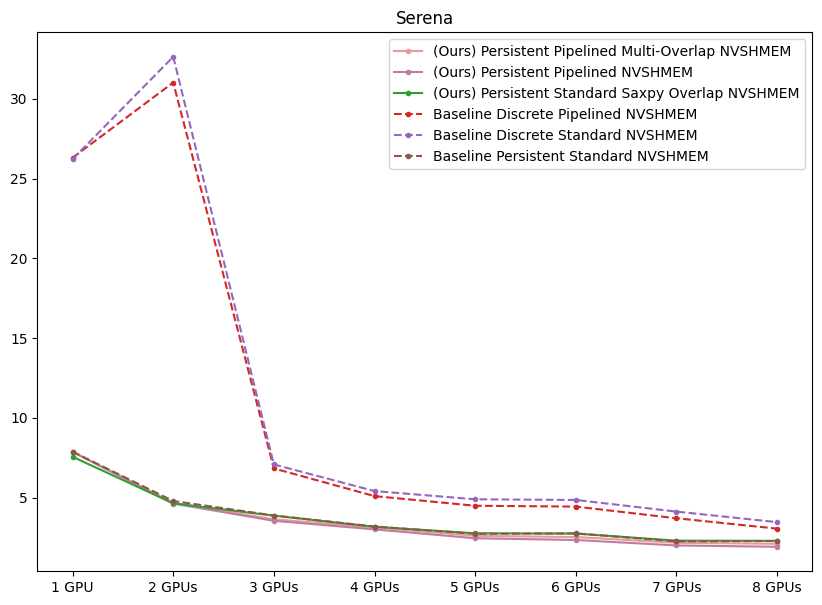 Serena
(Ours) Persistent Pipelined Multi-Overlap NVSHMEM
(Ours) Persistent Pipelined NVSHMEM
(Ours) Persistent Standard Saxpy Overlap NVSHMEM
Baseline Discrete Pipelined NVSHMEM
Baseline Discrete Standard NVSHMEM
Baseline Persistent Standard NVSHMEM
30
25
20
15
10
5
1 GPU 2 GPUs 3 GPUs 4 GPUs 5 GPUs 6 GPUs 7 GPUs 8 GPUs